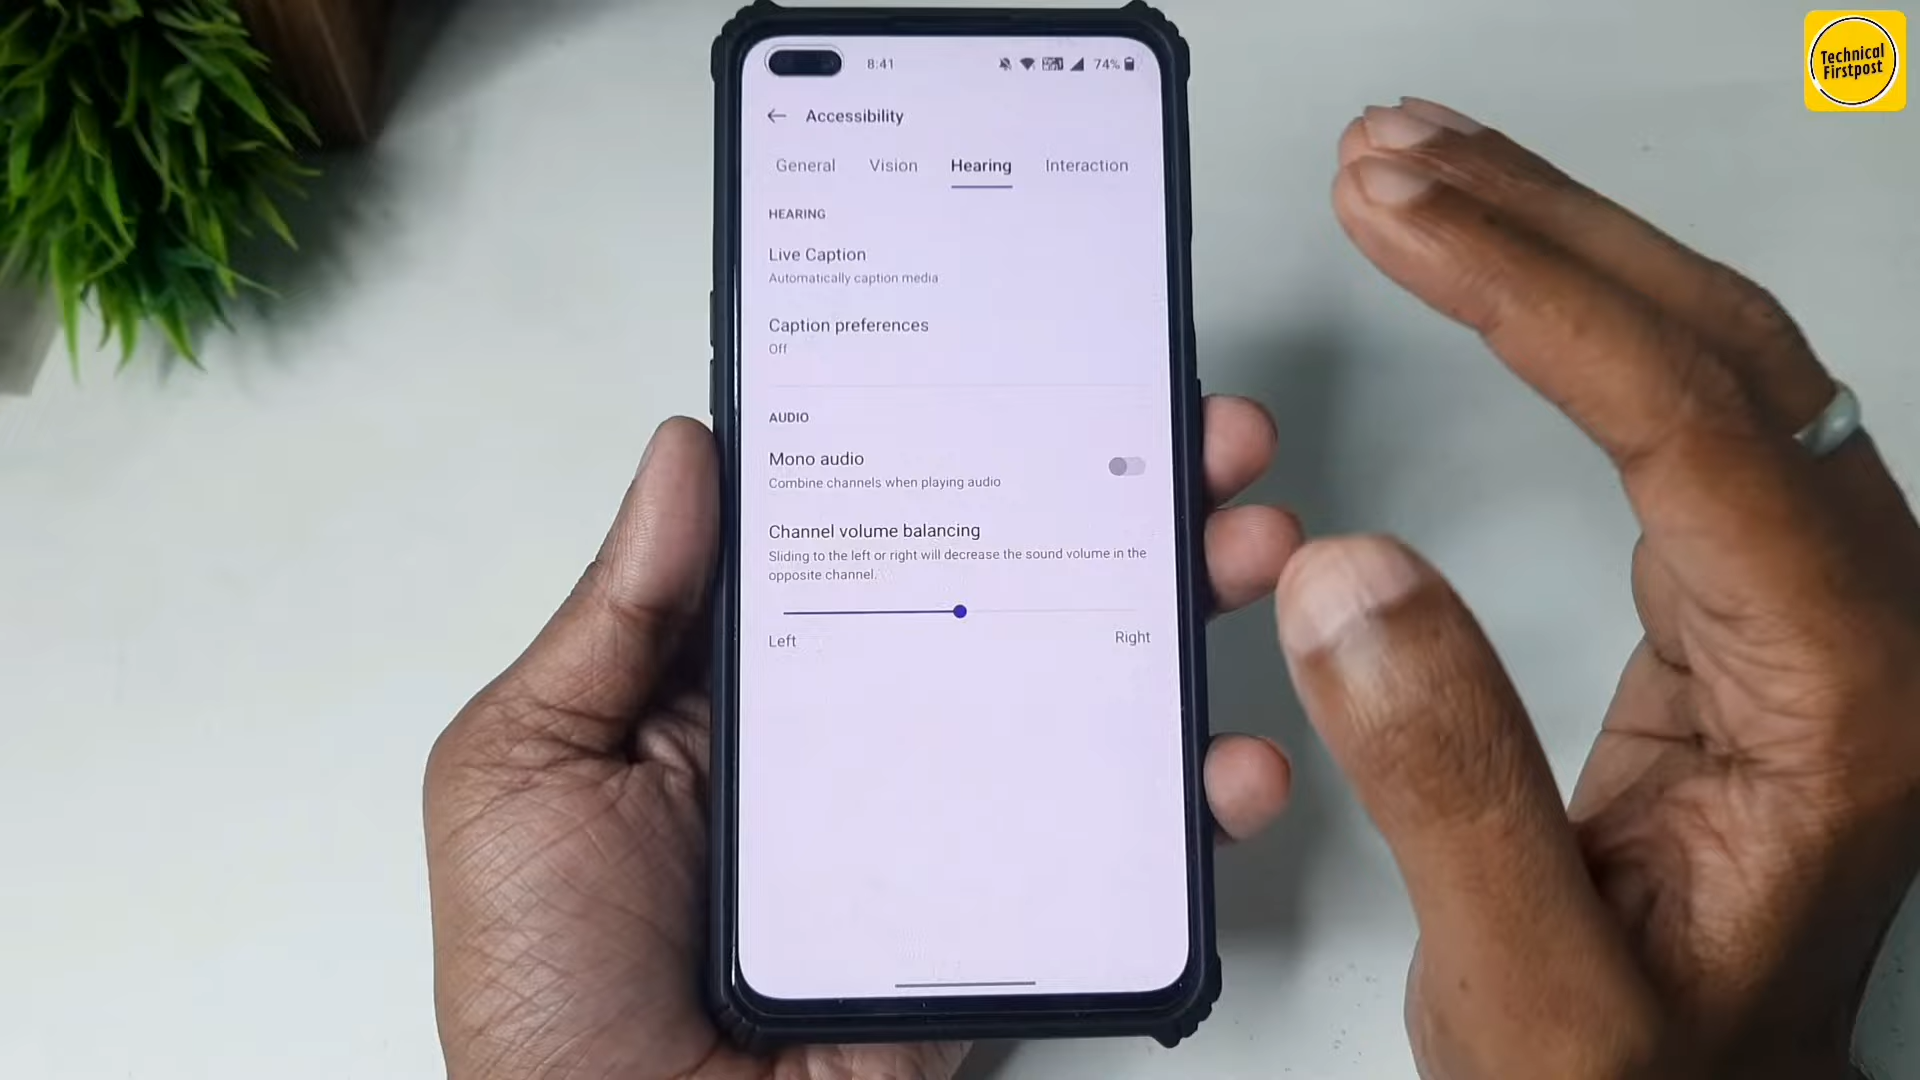 Technical
Firstpost
8:41
74%
Accessibility
General Vision Hearing Interaction
HEARING
Live Caption
Automatically caption media
Caption preferences
Off
AUDIO
Mono audio
Combine channels when playing audio
Channel volume balancing
Sliding to the left or right will decrease the sound volume in the
opposite channel.
Left Right